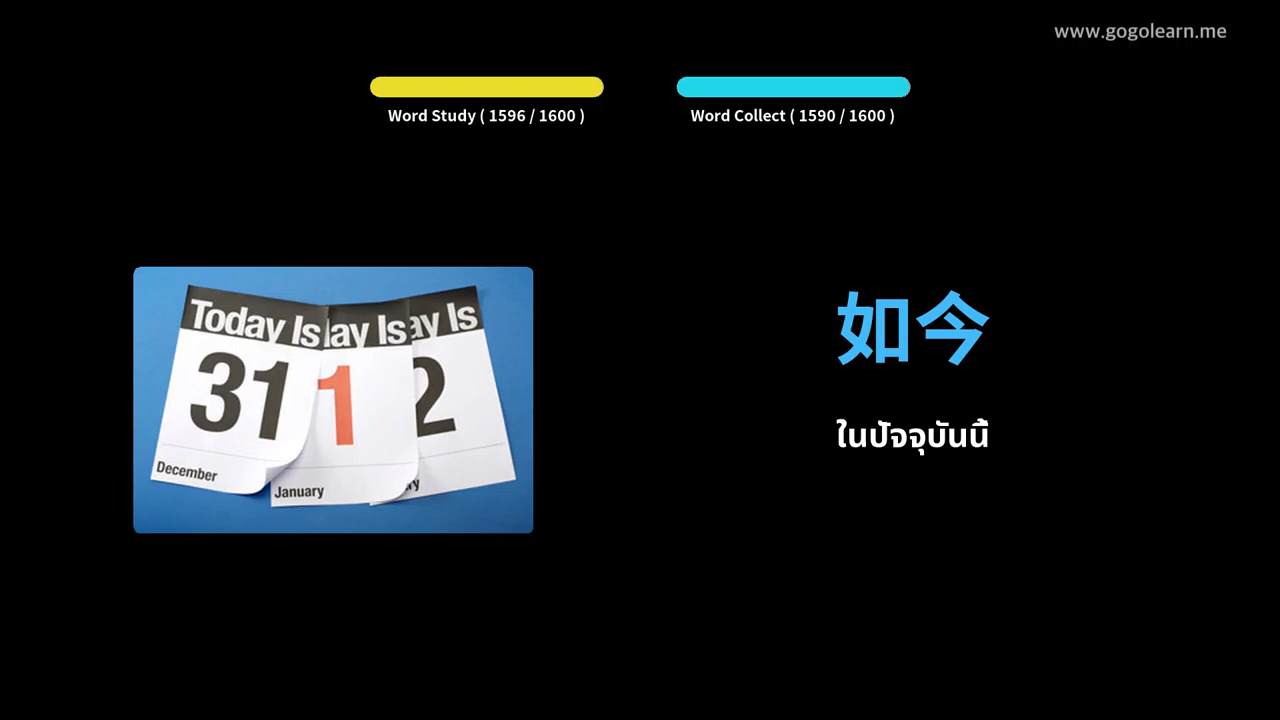 www.gogolearn.me
Word Study ( 1596 / 1600 )
Word Collect ( 1590 / 1600 )
Today Is
ay Is
ay Is
31
1
2
December
January
ry
如今
ในปัจจุบันนี้